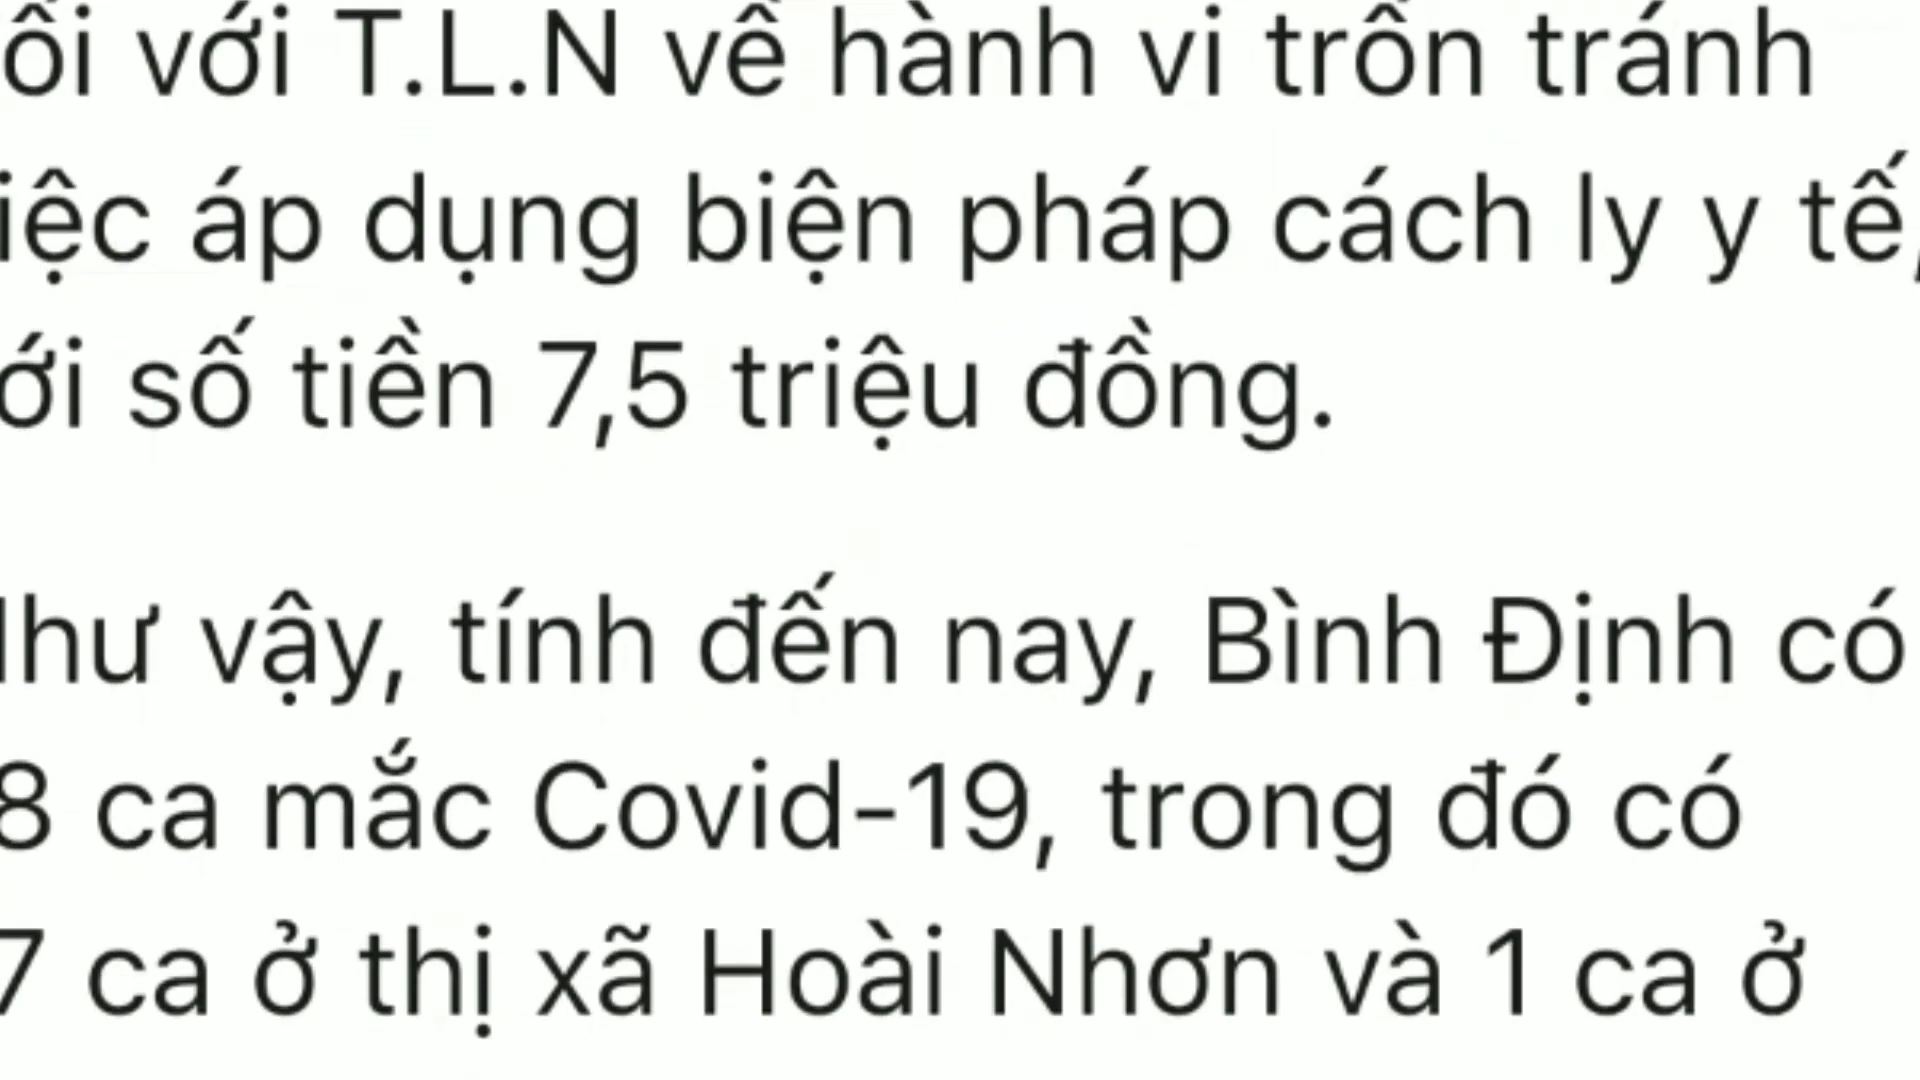 ối với T.L.N về hành vi trốn tránh
iệc áp dụng biện pháp cách ly y tế,
ới số tiền 7,5 triệu đồng.
hư vậy, tính đến nay, Bình Định có
8 ca mắc Covid-19, trong đó có
7 ca ở thị xã Hoài Nhơn và 1 ca ở